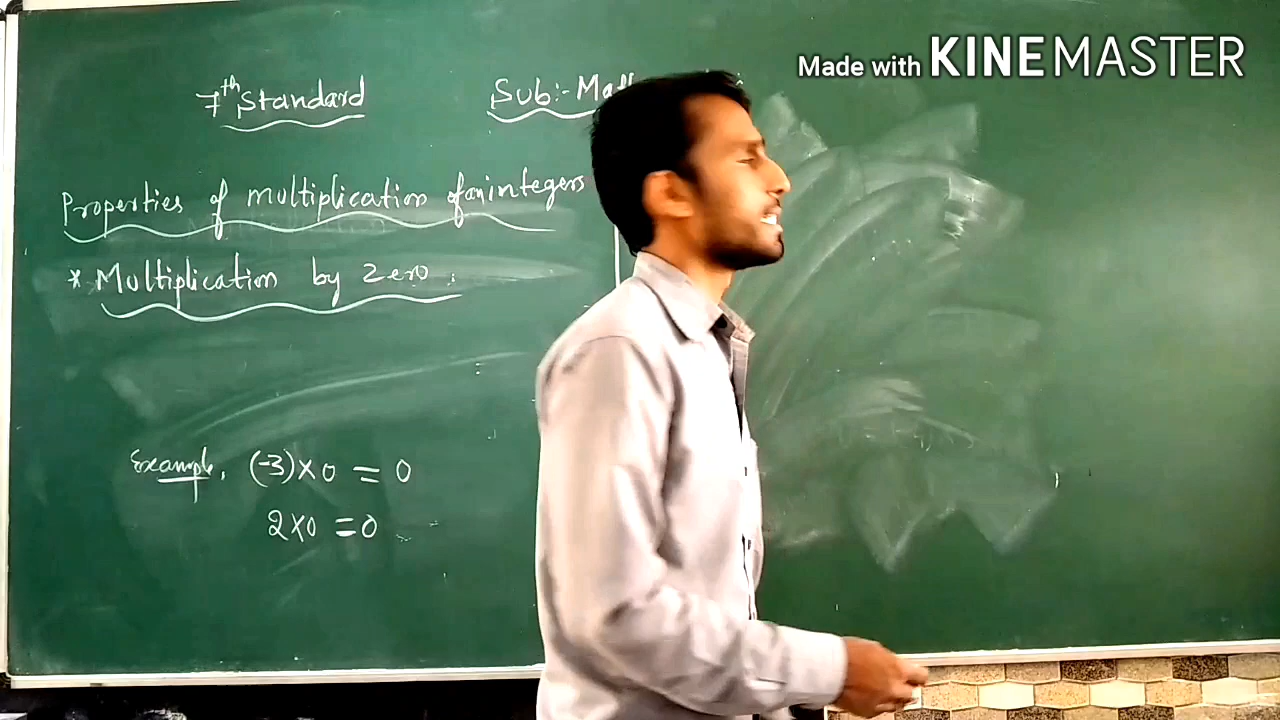 Made with KINEMASTER
7th Standard Sub:- Mat
Properties of multiplication of an integers
* Multiplication by Zero.
Example, (-3)×0 = 0
2×0 = 0